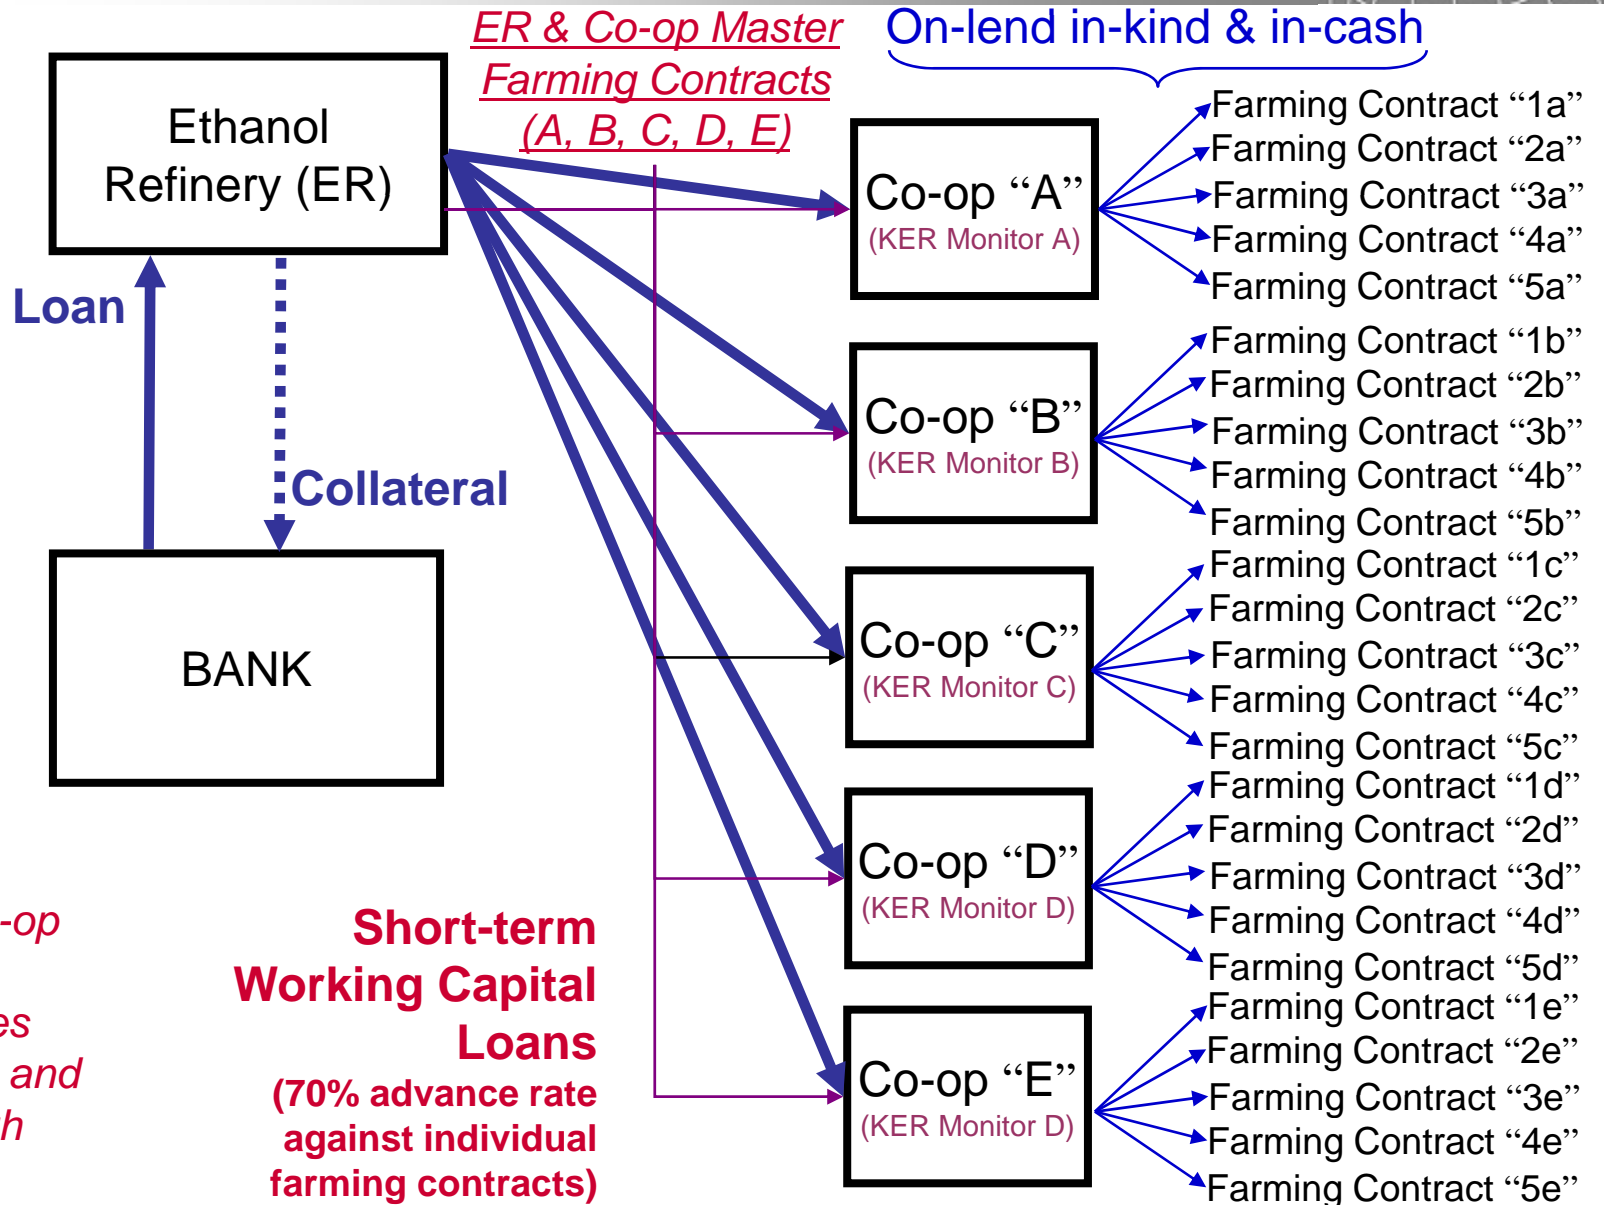 ER & Co-op Master
Farming Contracts
(A, B, C, D, E)
On-lend in-kind & in-cash
Ethanol
Refinery (ER)
Loan
Collateral
BANK
Co-op “A”
(KER Monitor A)
Farming Contract “1a”
Farming Contract “2a”
Farming Contract “3a”
Farming Contract “4a”
Farming Contract “5a”
Co-op “B”
(KER Monitor B)
Farming Contract “1b”
Farming Contract “2b”
Farming Contract “3b”
Farming Contract “4b”
Farming Contract “5b”
Co-op “C”
(KER Monitor C)
Farming Contract “1c”
Farming Contract “2c”
Farming Contract “3c”
Farming Contract “4c”
Farming Contract “5c”
Co-op “D”
(KER Monitor D)
Farming Contract “1d”
Farming Contract “2d”
Farming Contract “3d”
Farming Contract “4d”
Farming Contract “5d”
Co-op “E”
(KER Monitor D)
Farming Contract “1e”
Farming Contract “2e”
Farming Contract “3e”
Farming Contract “4e”
Farming Contract “5e”
-op
es
and
Short-term
Working Capital
Loans
(70% advance rate
against individual
farming contracts)